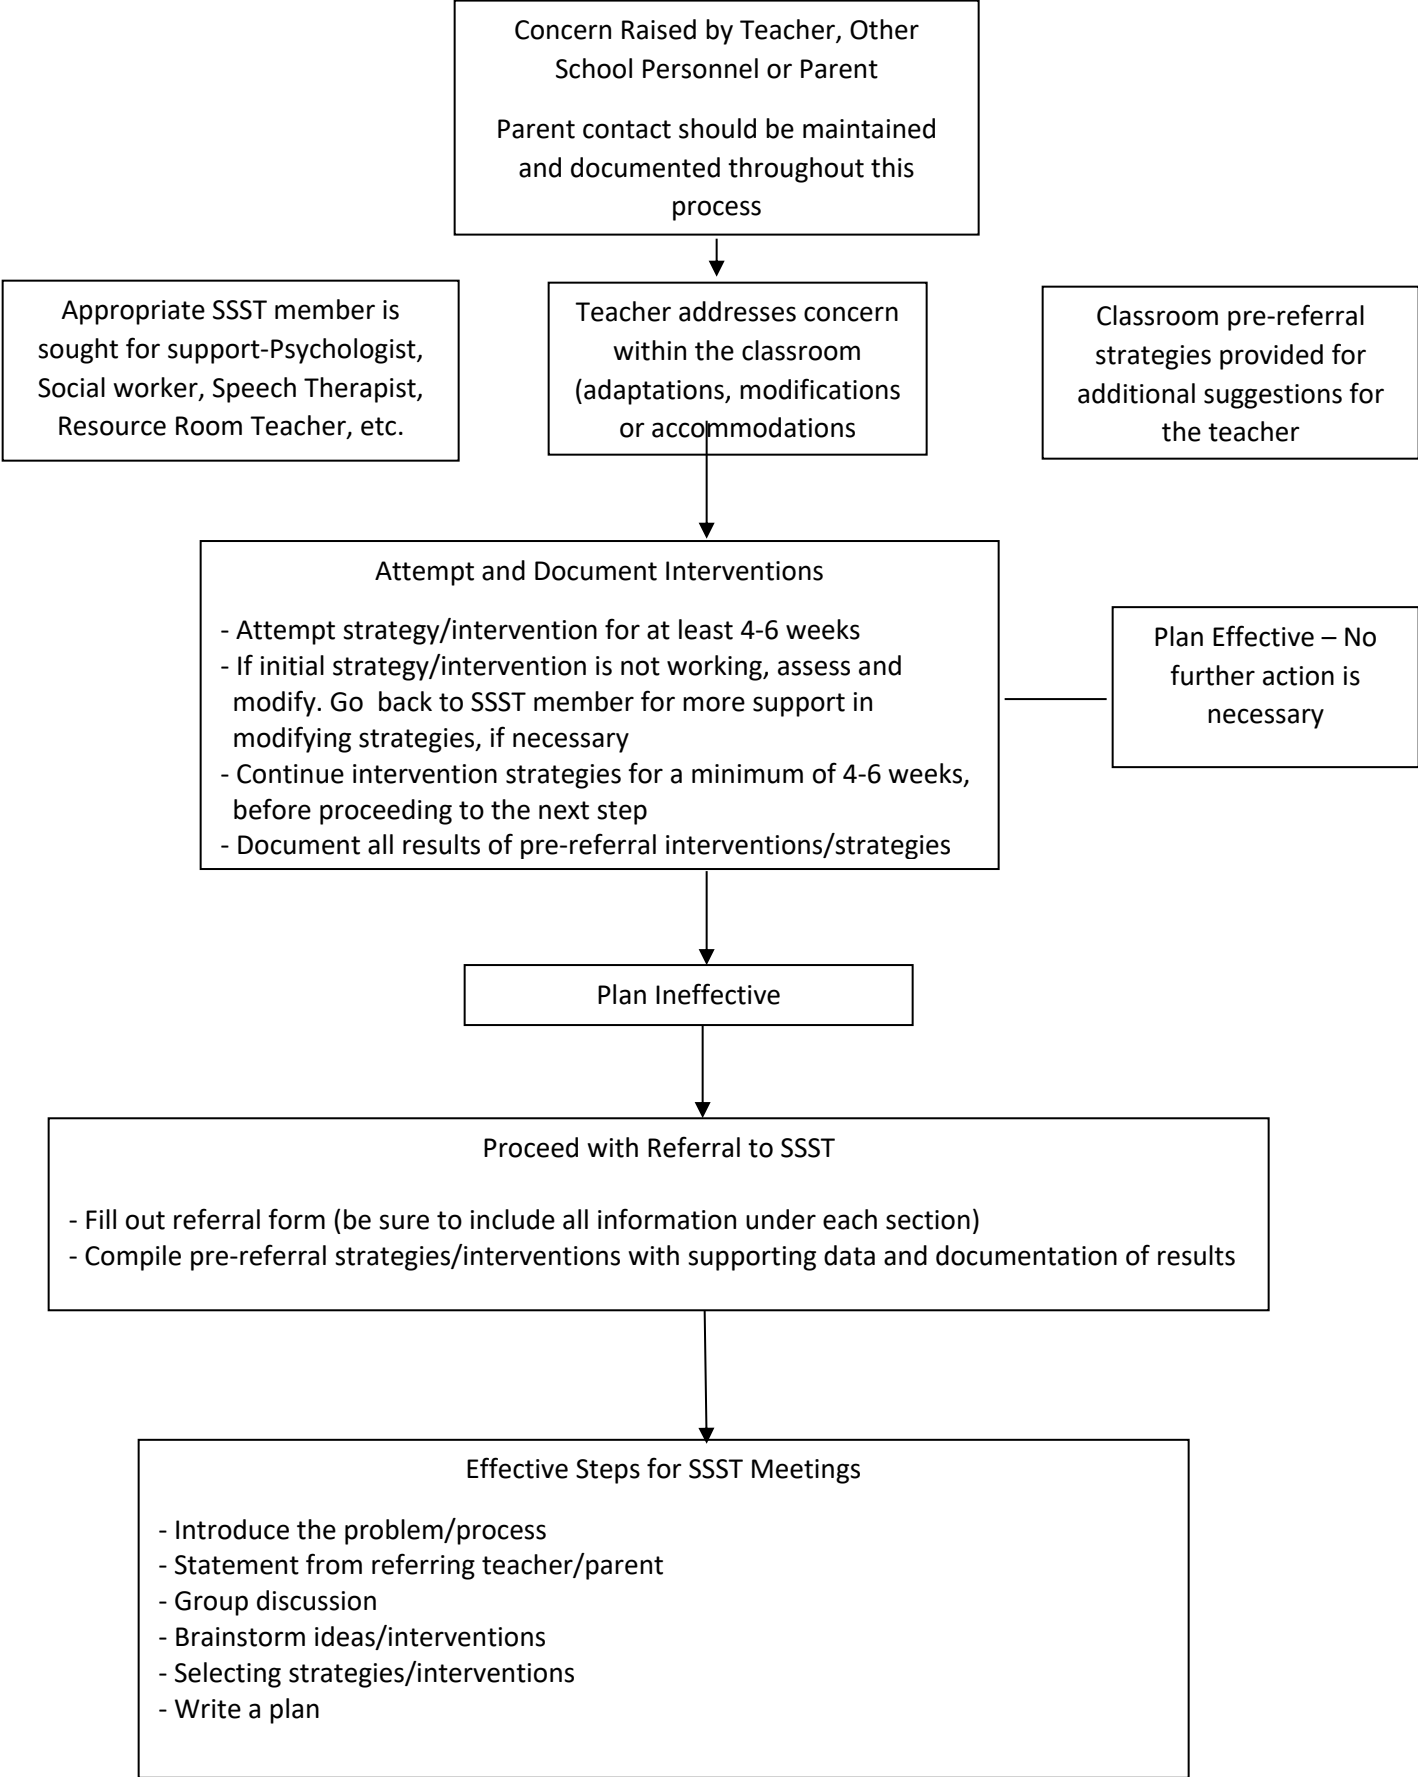 Concern Raised by Teacher, Other
School Personnel or Parent
Parent contact should be maintained
and documented throughout this
process
Appropriate SSST member is
sought for support-Psychologist,
Social worker, Speech Therapist,
Resource Room Teacher, etc.
Teacher addresses concern
within the classroom
(adaptations, modifications
or accommodations
Classroom pre-referral
strategies provided for
additional suggestions for
the teacher
Attempt and Document Interventions
- Attempt strategy/intervention for at least 4-6 weeks
- If initial strategy/intervention is not working, assess and
modify. Go  back to SSST member for more support in
modifying strategies, if necessary
- Continue intervention strategies for a minimum of 4-6 weeks,
before proceeding to the next step
- Document all results of pre-referral interventions/strategies
Plan Effective – No
further action is
necessary
Plan Ineffective
Proceed with Referral to SSST
- Fill out referral form (be sure to include all information under each section)
- Compile pre-referral strategies/interventions with supporting data and documentation of results
Effective Steps for SSST Meetings
- Introduce the problem/process
- Statement from referring teacher/parent
- Group discussion
- Brainstorm ideas/interventions
- Selecting strategies/interventions
- Write a plan